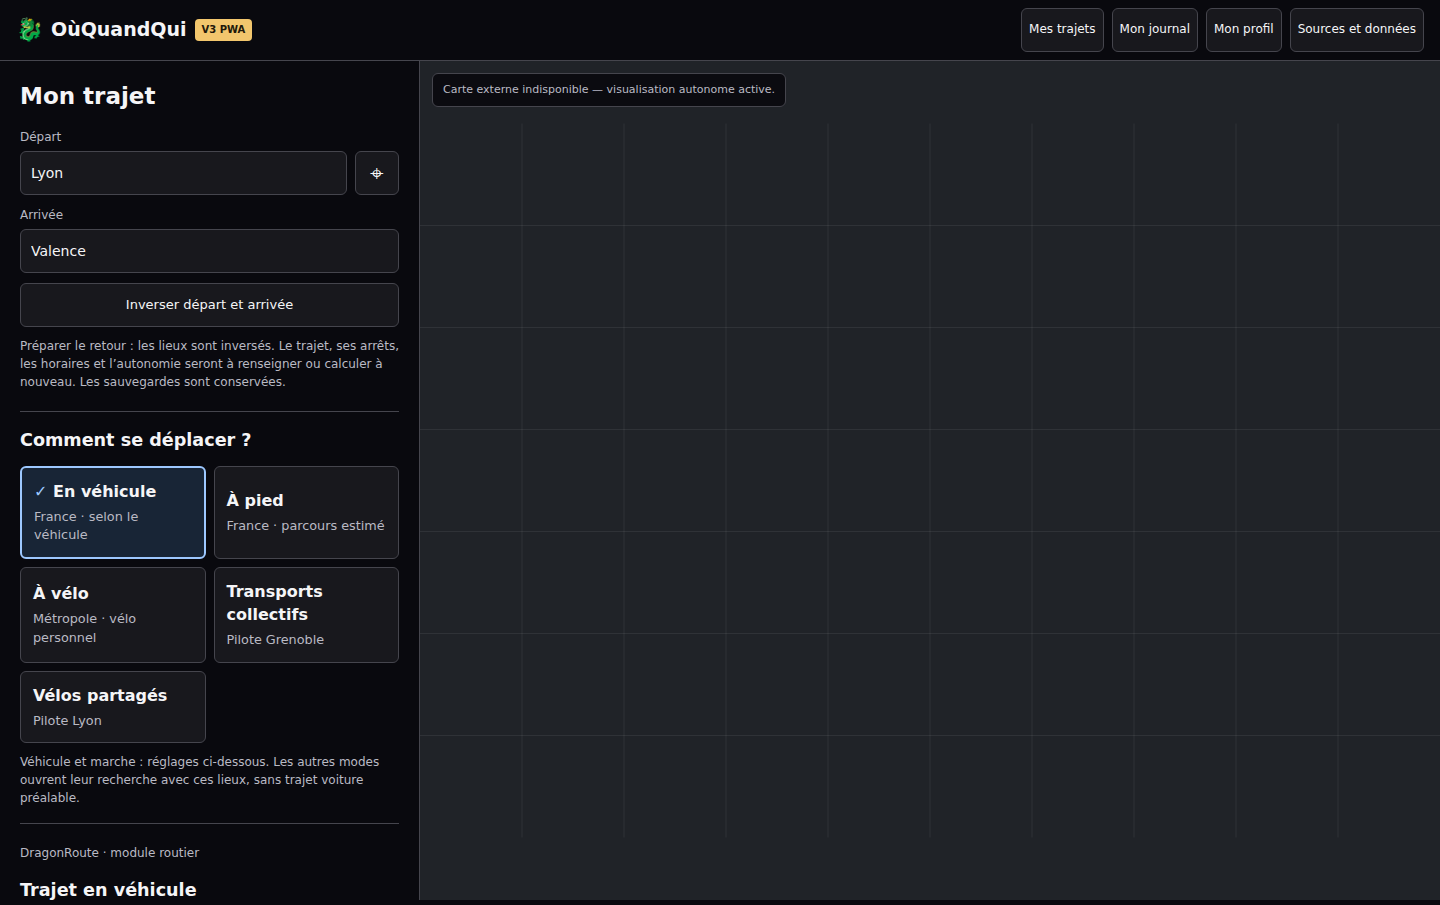 OùQuandQui
V3 PWA
Mes trajets
Mon journal
Mon profil
Sources et données
Mon trajet
Départ
Lyon
Arrivée
Valence
Inverser départ et arrivée
Préparer le retour : les lieux sont inversés. Le trajet, ses arrêts,
les horaires et l’autonomie seront à renseigner ou calculer à
nouveau. Les sauvegardes sont conservées.
Comment se déplacer ?
✓ En véhicule
France · selon le
véhicule
À pied
France · parcours estimé
À vélo
Métropole · vélo
personnel
Transports
collectifs
Pilote Grenoble
Vélos partagés
Pilote Lyon
Véhicule et marche : réglages ci-dessous. Les autres modes
ouvrent leur recherche avec ces lieux, sans trajet voiture
préalable.
DragonRoute · module routier
Trajet en véhicule
Carte externe indisponible — visualisation autonome active.